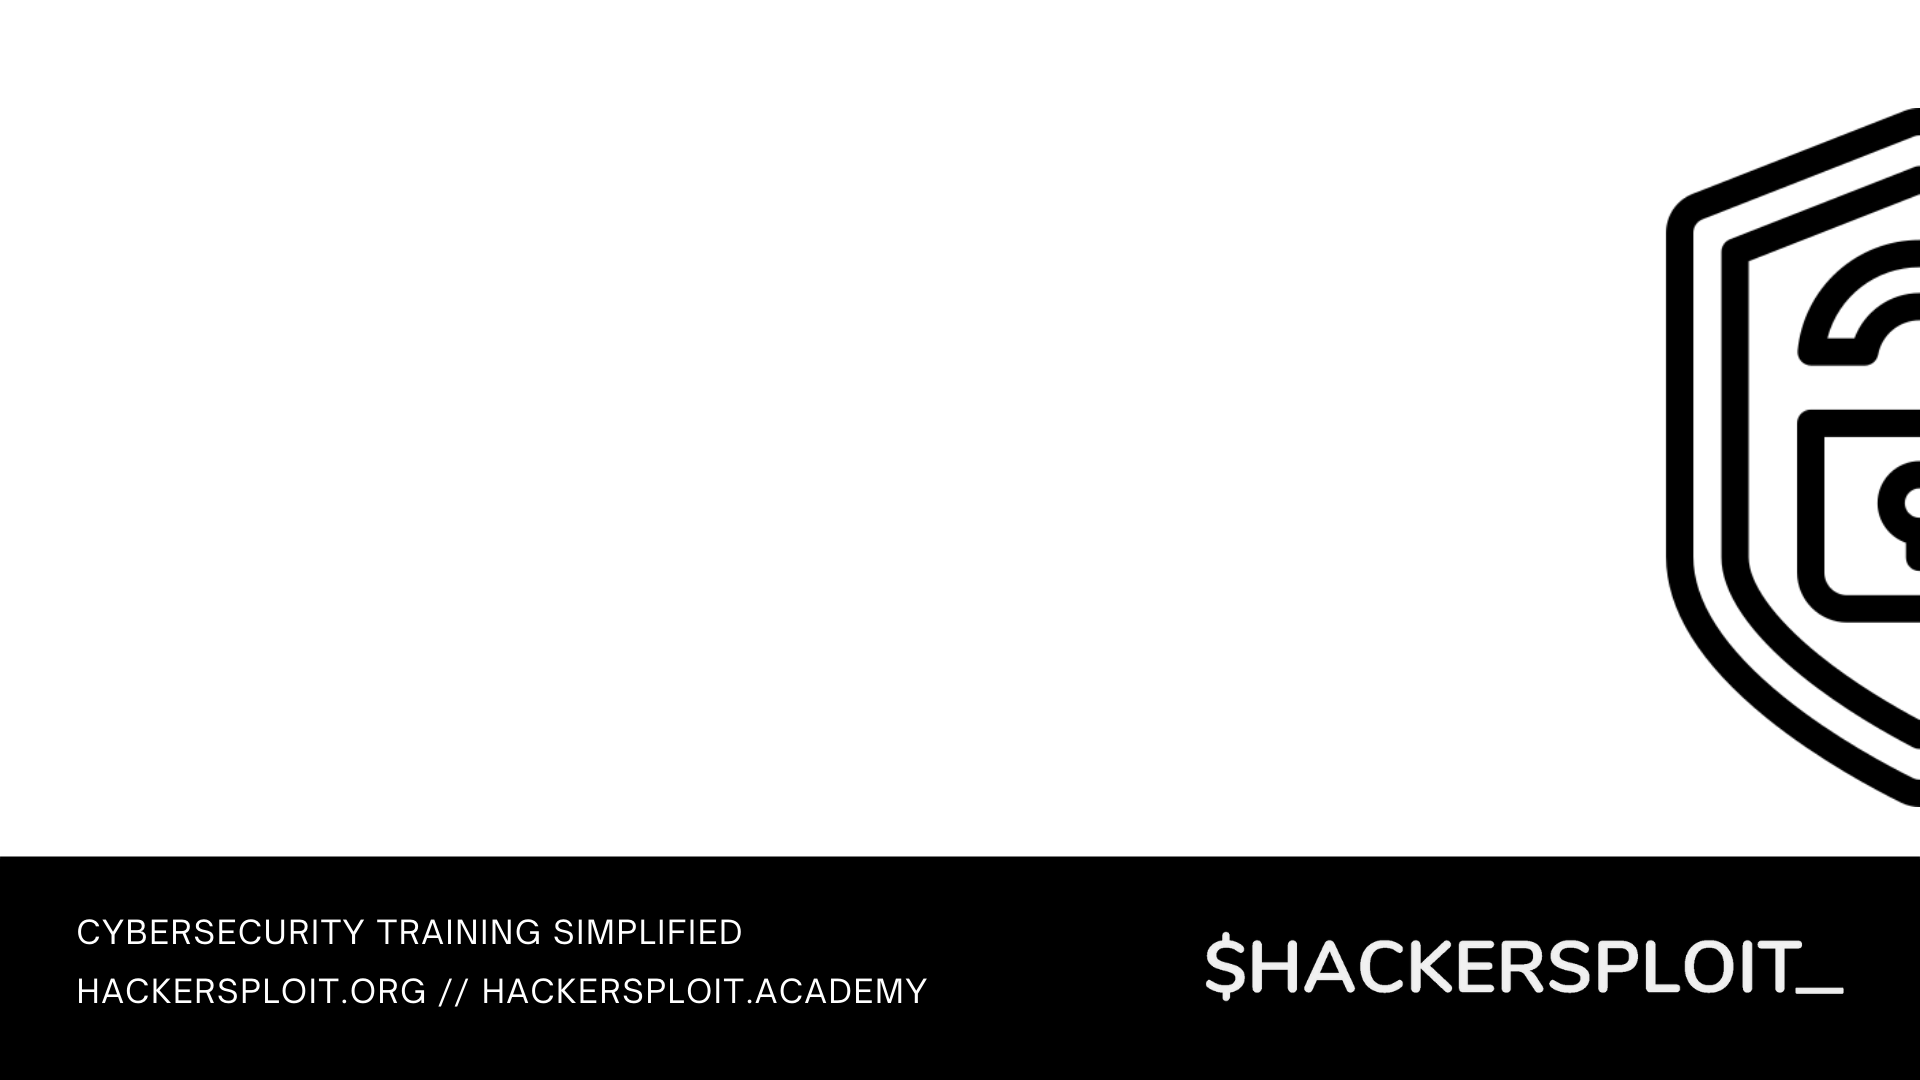 CYBERSECURITY TRAINING SIMPLIFIED
HACKERSPLOIT.ORG // HACKERSPLOIT.ACADEMY
$HACKERSPLOIT_